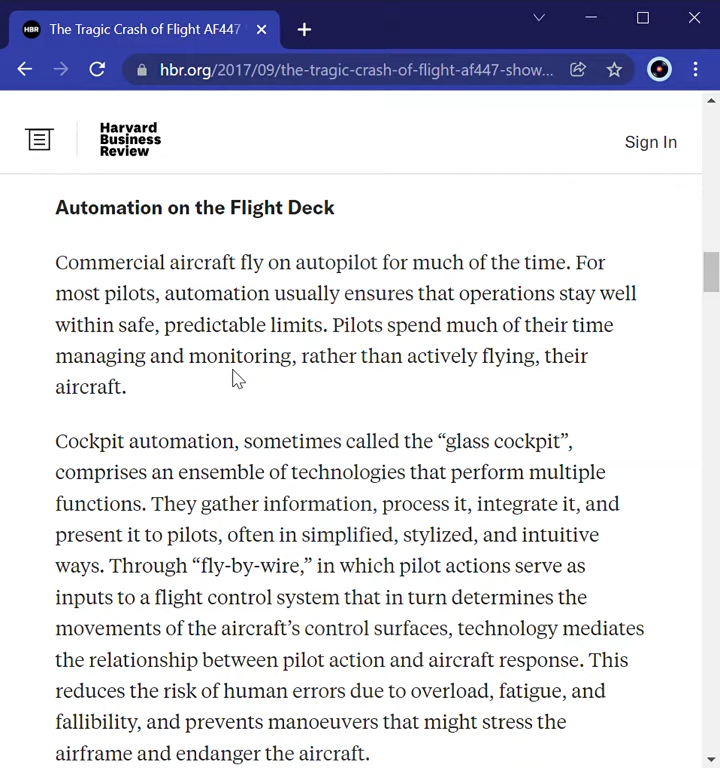 HBR The Tragic Crash of Flight AF447
hbr.org/2017/09/the-tragic-crash-of-flight-af447-show...
Harvard
Business
Review
Sign In
Automation on the Flight Deck
Commercial aircraft fly on autopilot for much of the time. For
most pilots, automation usually ensures that operations stay well
within safe, predictable limits. Pilots spend much of their time
managing and monitoring, rather than actively flying, their
aircraft.
Cockpit automation, sometimes called the “glass cockpit”,
comprises an ensemble of technologies that perform multiple
functions. They gather information, process it, integrate it, and
present it to pilots, often in simplified, stylized, and intuitive
ways. Through “fly-by-wire,” in which pilot actions serve as
inputs to a flight control system that in turn determines the
movements of the aircraft’s control surfaces, technology mediates
the relationship between pilot action and aircraft response. This
reduces the risk of human errors due to overload, fatigue, and
fallibility, and prevents manoeuvers that might stress the
airframe and endanger the aircraft.